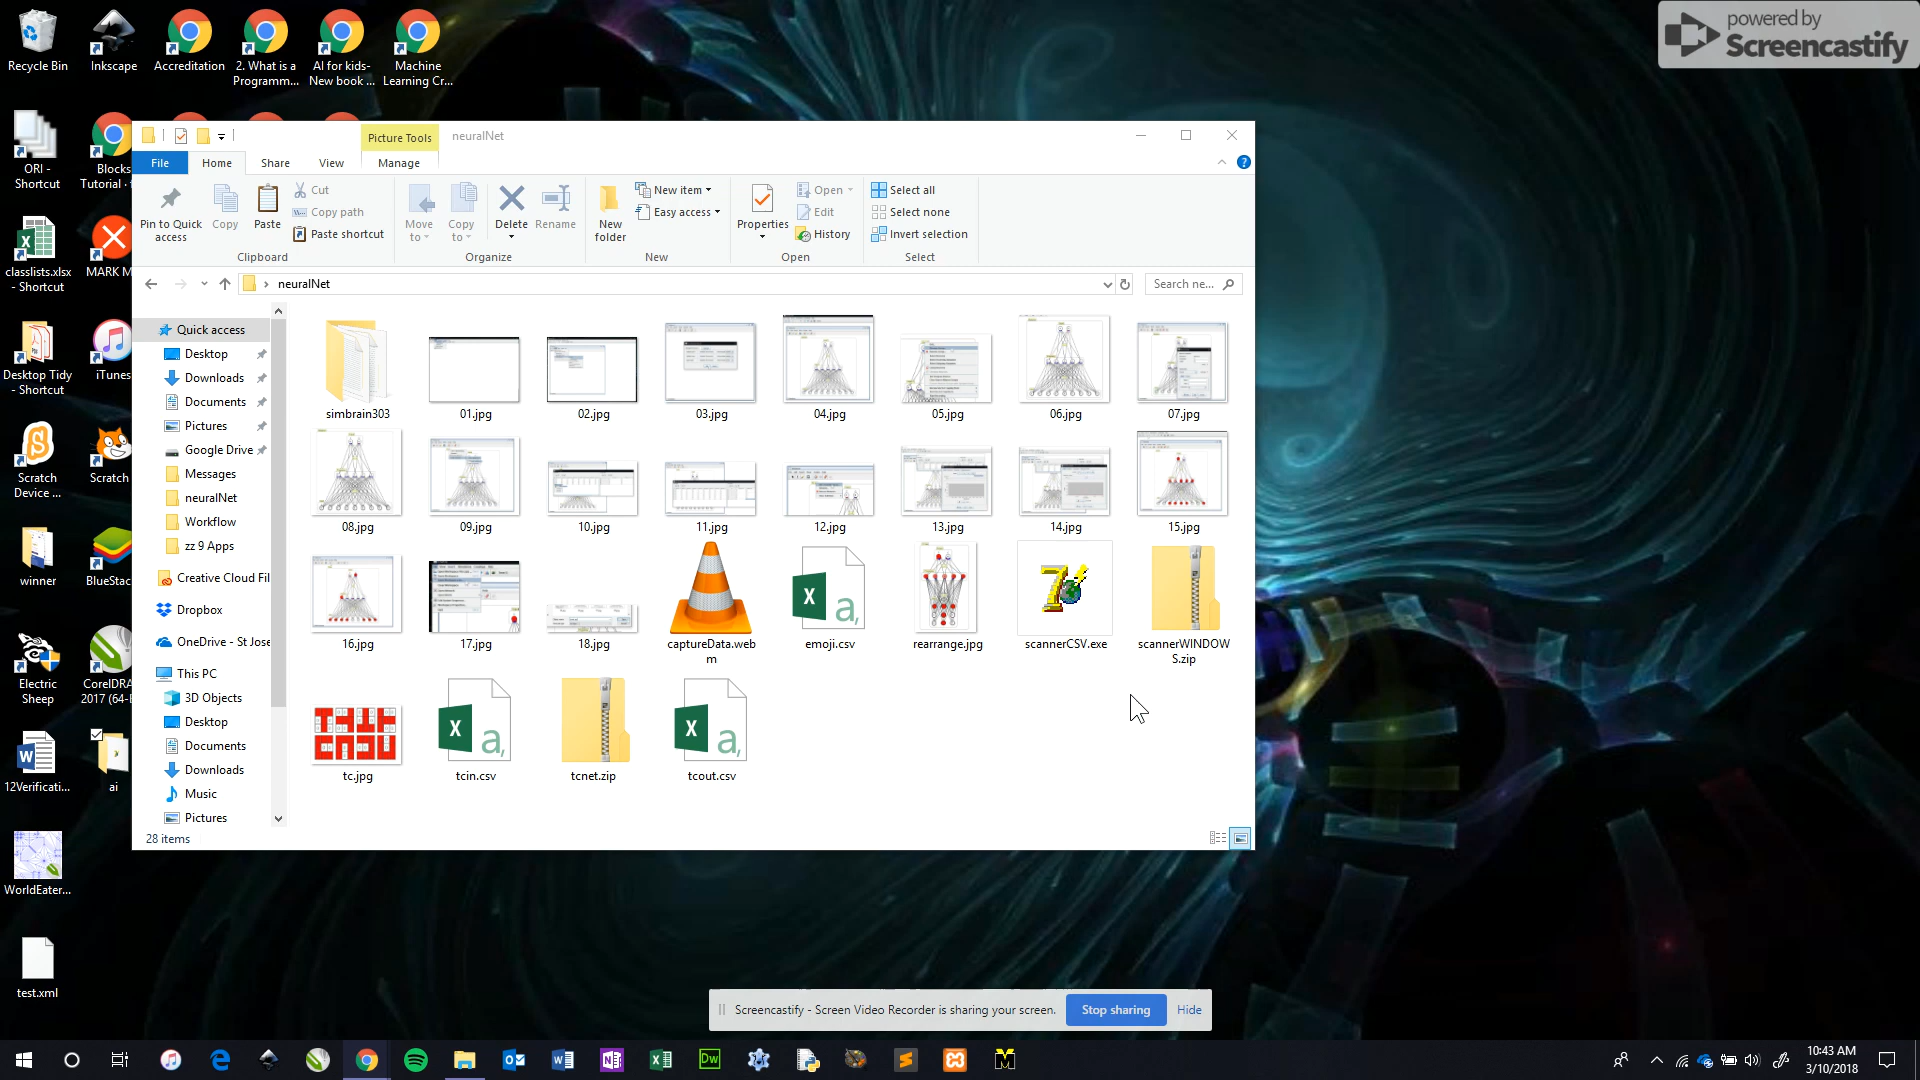 powered by
Screencastify
Recycle Bin
Inkscape
Accreditation
2. What is a
Programm...
AI for kids-
New book ...
Machine
Learning Cr...
ORI -
Shortcut
Blocks
Tutorial -
classlists.xlsx
- Shortcut
MARK M
Desktop Tidy
- Shortcut
iTunes
Scratch
Device ...
Scratch
winner
BlueStac
Electric
Sheep
CorelDRA
2017 (64-B
12Verificati...
ai
WorldEater...
test.xml
Picture Tools
neuralNet
File
Home
Share
View
Manage
Pin to Quick
access
Copy
Paste
Cut
Copy path
Paste shortcut
Clipboard
Move
to
Copy
to
Delete
Rename
Organize
New
folder
New item
Easy access
New
Properties
Open
Edit
History
Open
Select all
Select none
Invert selection
Select
neuralNet
Search ne...
Quick access
Desktop
Downloads
Documents
Pictures
Google Drive
Messages
neuralNet
Workflow
zz 9 Apps
Creative Cloud Fil
Dropbox
OneDrive - St Jose
This PC
3D Objects
Desktop
Documents
Downloads
Music
Pictures
simbrain303
01.jpg
02.jpg
03.jpg
04.jpg
05.jpg
06.jpg
07.jpg
08.jpg
09.jpg
10.jpg
11.jpg
12.jpg
13.jpg
14.jpg
15.jpg
16.jpg
17.jpg
18.jpg
captureData.web
m
emoji.csv
rearrange.jpg
scannerCSV.exe
scannerWINDOW
S.zip
tc.jpg
tcin.csv
tcnet.zip
tcout.csv
28 items
Screencastify - Screen Video Recorder is sharing your screen.
Stop sharing
Hide
10:43 AM
3/10/2018